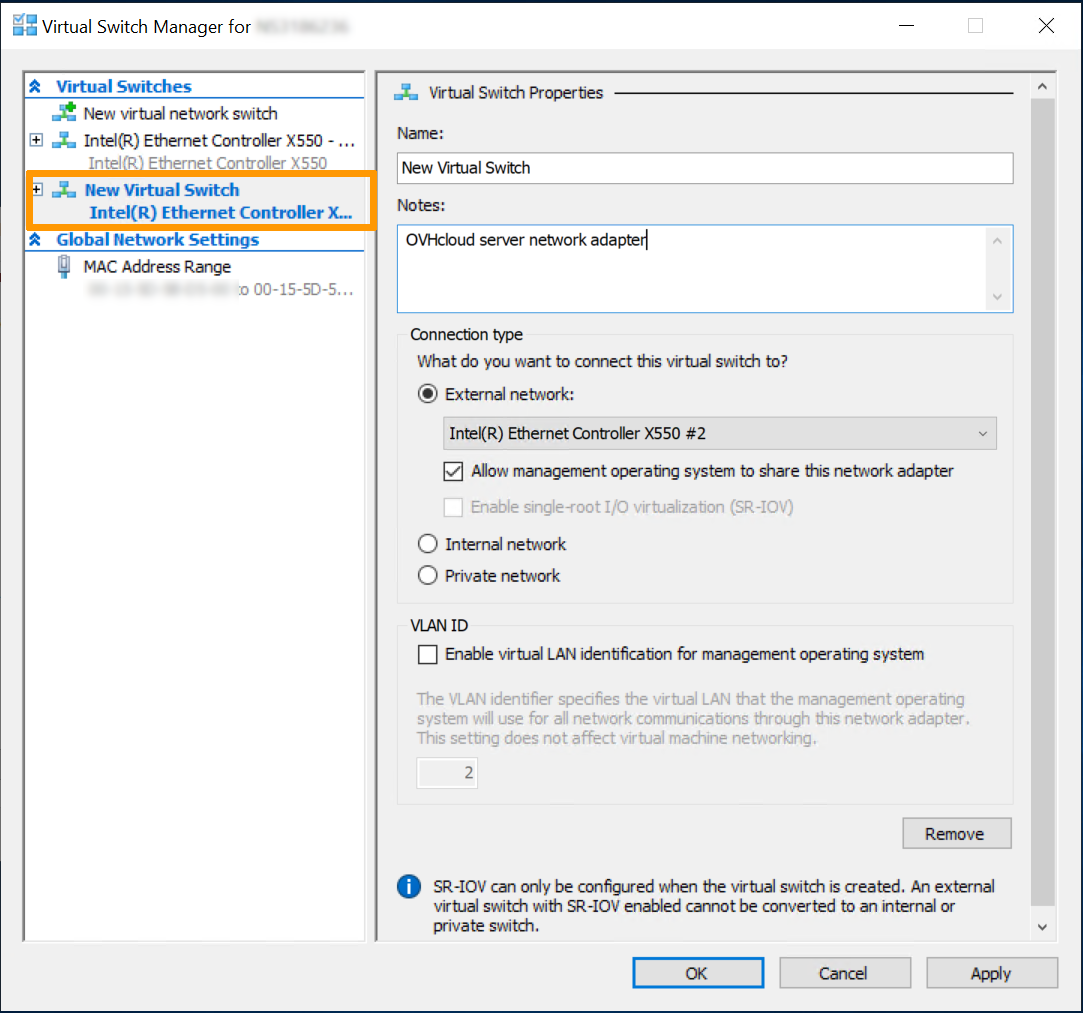 Virtual Switch Manager for
Virtual Switches
New virtual network switch
Intel(R) Ethernet Controller X550 - ...
Intel(R) Ethernet Controller X550
New Virtual Switch
Intel(R) Ethernet Controller X...
Global Network Settings
MAC Address Range
to 00-15-5D-5...
Virtual Switch Properties
Name:
New Virtual Switch
Notes:
OVHcloud server network adapter
Connection type
What do you want to connect this virtual switch to?
External network:
Intel(R) Ethernet Controller X550 #2
Allow management operating system to share this network adapter
Enable single-root I/O virtualization (SR-IOV)
Internal network
Private network
VLAN ID
Enable virtual LAN identification for management operating system
The VLAN identifier specifies the virtual LAN that the management operating
system will use for all network communications through this network adapter.
This setting does not affect virtual machine networking.
2
Remove
SR-IOV can only be configured when the virtual switch is created. An external
virtual switch with SR-IOV enabled cannot be converted to an internal or
private switch.
OK
Cancel
Apply